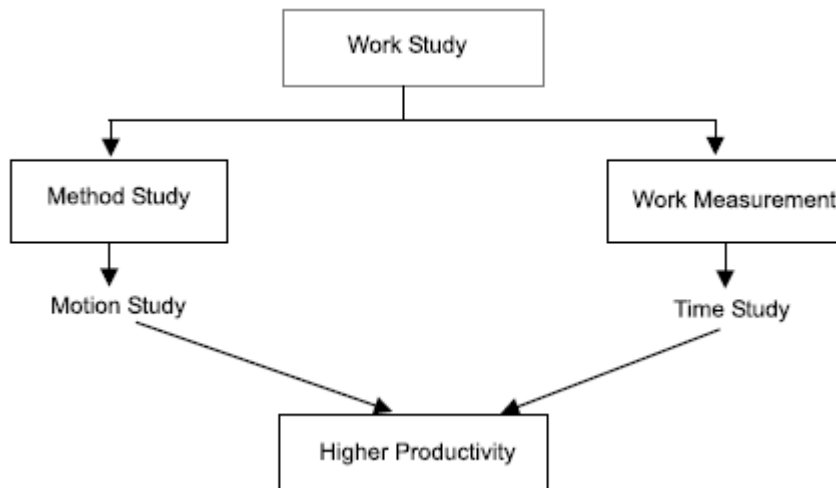 Work Study
Method Study
Work Measurement
Motion Study
Time Study
Higher Productivity